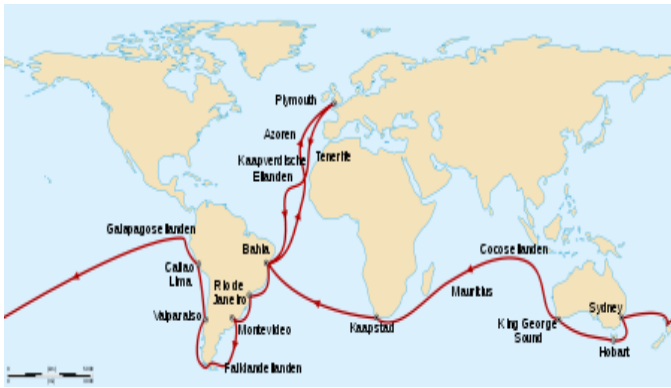 Plymouth
Azoren
Kaapverdische
Eilanden
Tenerife
Galapagoseilanden
Bahia
Cocoseilanden
Callao
Lima
Rio de
Janeiro
Mauritius
Valparaiso
Montevideo
Kaapstad
King George
Sound
Sydney
Hobart
Falklandeilanden